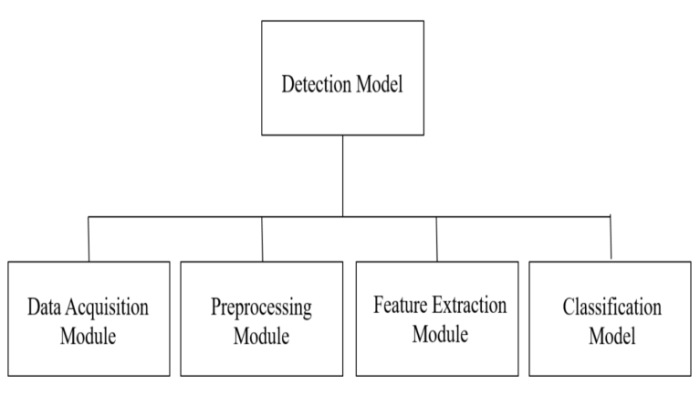 Detection Model
Data Acquisition
Module
Preprocessing
Module
Feature Extraction
Module
Classification
Model